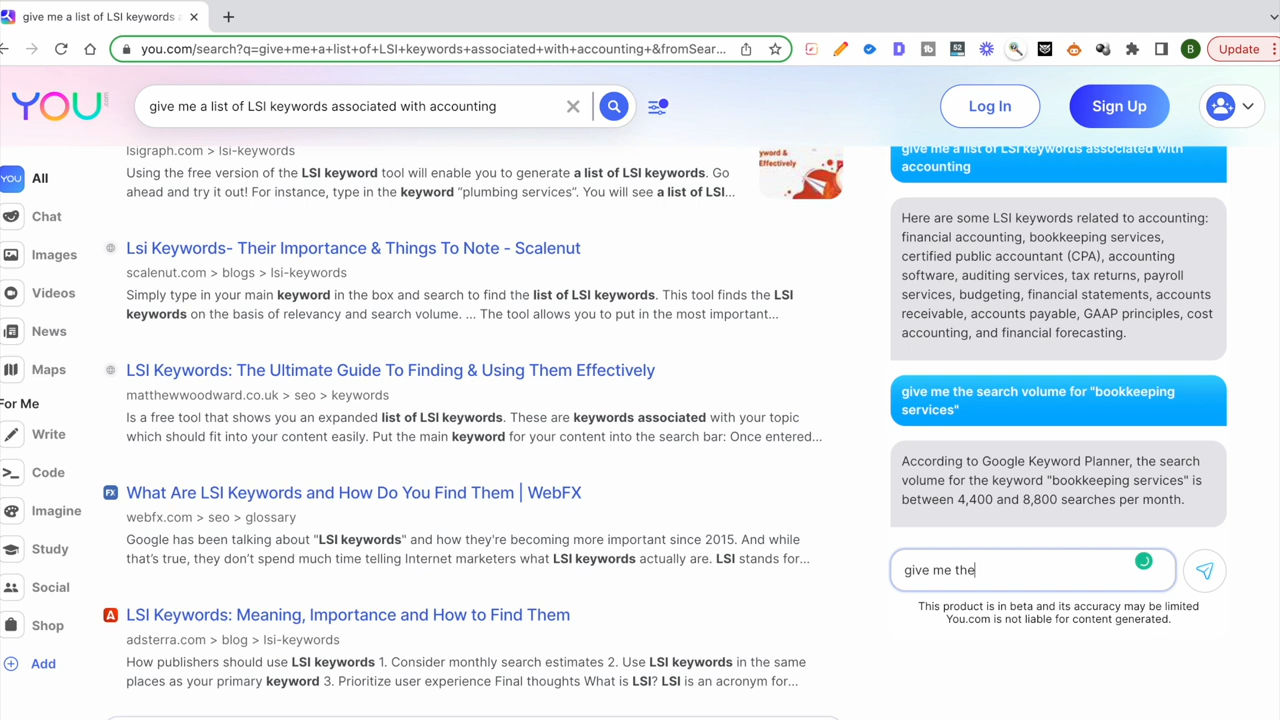 give me a list of LSI keywords a
you.com/search?q=give+me+a+list+of+LSI+keywords+associated+with+accounting+&fromSear...
52
B
Update
YOU
.com
give me a list of LSI keywords associated with accounting
Log In
Sign Up
YOU
All
Chat
Images
Videos
News
Maps
For Me
Write
Code
Imagine
Study
Social
Shop
Add
lsigraph.com > lsi-keywords
Using the free version of the LSI keyword tool will enable you to generate a list of LSI keywords. Go
ahead and try it out! For instance, type in the keyword “plumbing services”. You will see a list of LSI...
yword &
Effectively
Lsi Keywords- Their Importance & Things To Note - Scalenut
scalenut.com > blogs > lsi-keywords
Simply type in your main keyword in the box and search to find the list of LSI keywords. This tool finds the LSI
keywords on the basis of relevancy and search volume. ... The tool allows you to put in the most important...
LSI Keywords: The Ultimate Guide To Finding & Using Them Effectively
matthewwoodward.co.uk > seo > keywords
Is a free tool that shows you an expanded list of LSI keywords. These are keywords associated with your topic
which should fit into your content easily. Put the main keyword for your content into the search bar: Once entered...
FX
What Are LSI Keywords and How Do You Find Them | WebFX
webfx.com > seo > glossary
Google has been talking about "LSI keywords" and how they're becoming more important since 2015. And while
that’s true, they don’t spend much time telling Internet marketers what LSI keywords actually are. LSI stands for...
A
LSI Keywords: Meaning, Importance and How to Find Them
adsterra.com > blog > lsi-keywords
How publishers should use LSI keywords 1. Consider monthly search estimates 2. Use LSI keywords in the same
places as your primary keyword 3. Prioritize user experience Final thoughts What is LSI? LSI is an acronym for...
give me a list of LSI keywords associated with
accounting
Here are some LSI keywords related to accounting:
financial accounting, bookkeeping services,
certified public accountant (CPA), accounting
software, auditing services, tax returns, payroll
services, budgeting, financial statements, accounts
receivable, accounts payable, GAAP principles, cost
accounting, and financial forecasting.
give me the search volume for "bookkeeping
services"
According to Google Keyword Planner, the search
volume for the keyword "bookkeeping services" is
between 4,400 and 8,800 searches per month.
give me the
This product is in beta and its accuracy may be limited
You.com is not liable for content generated.